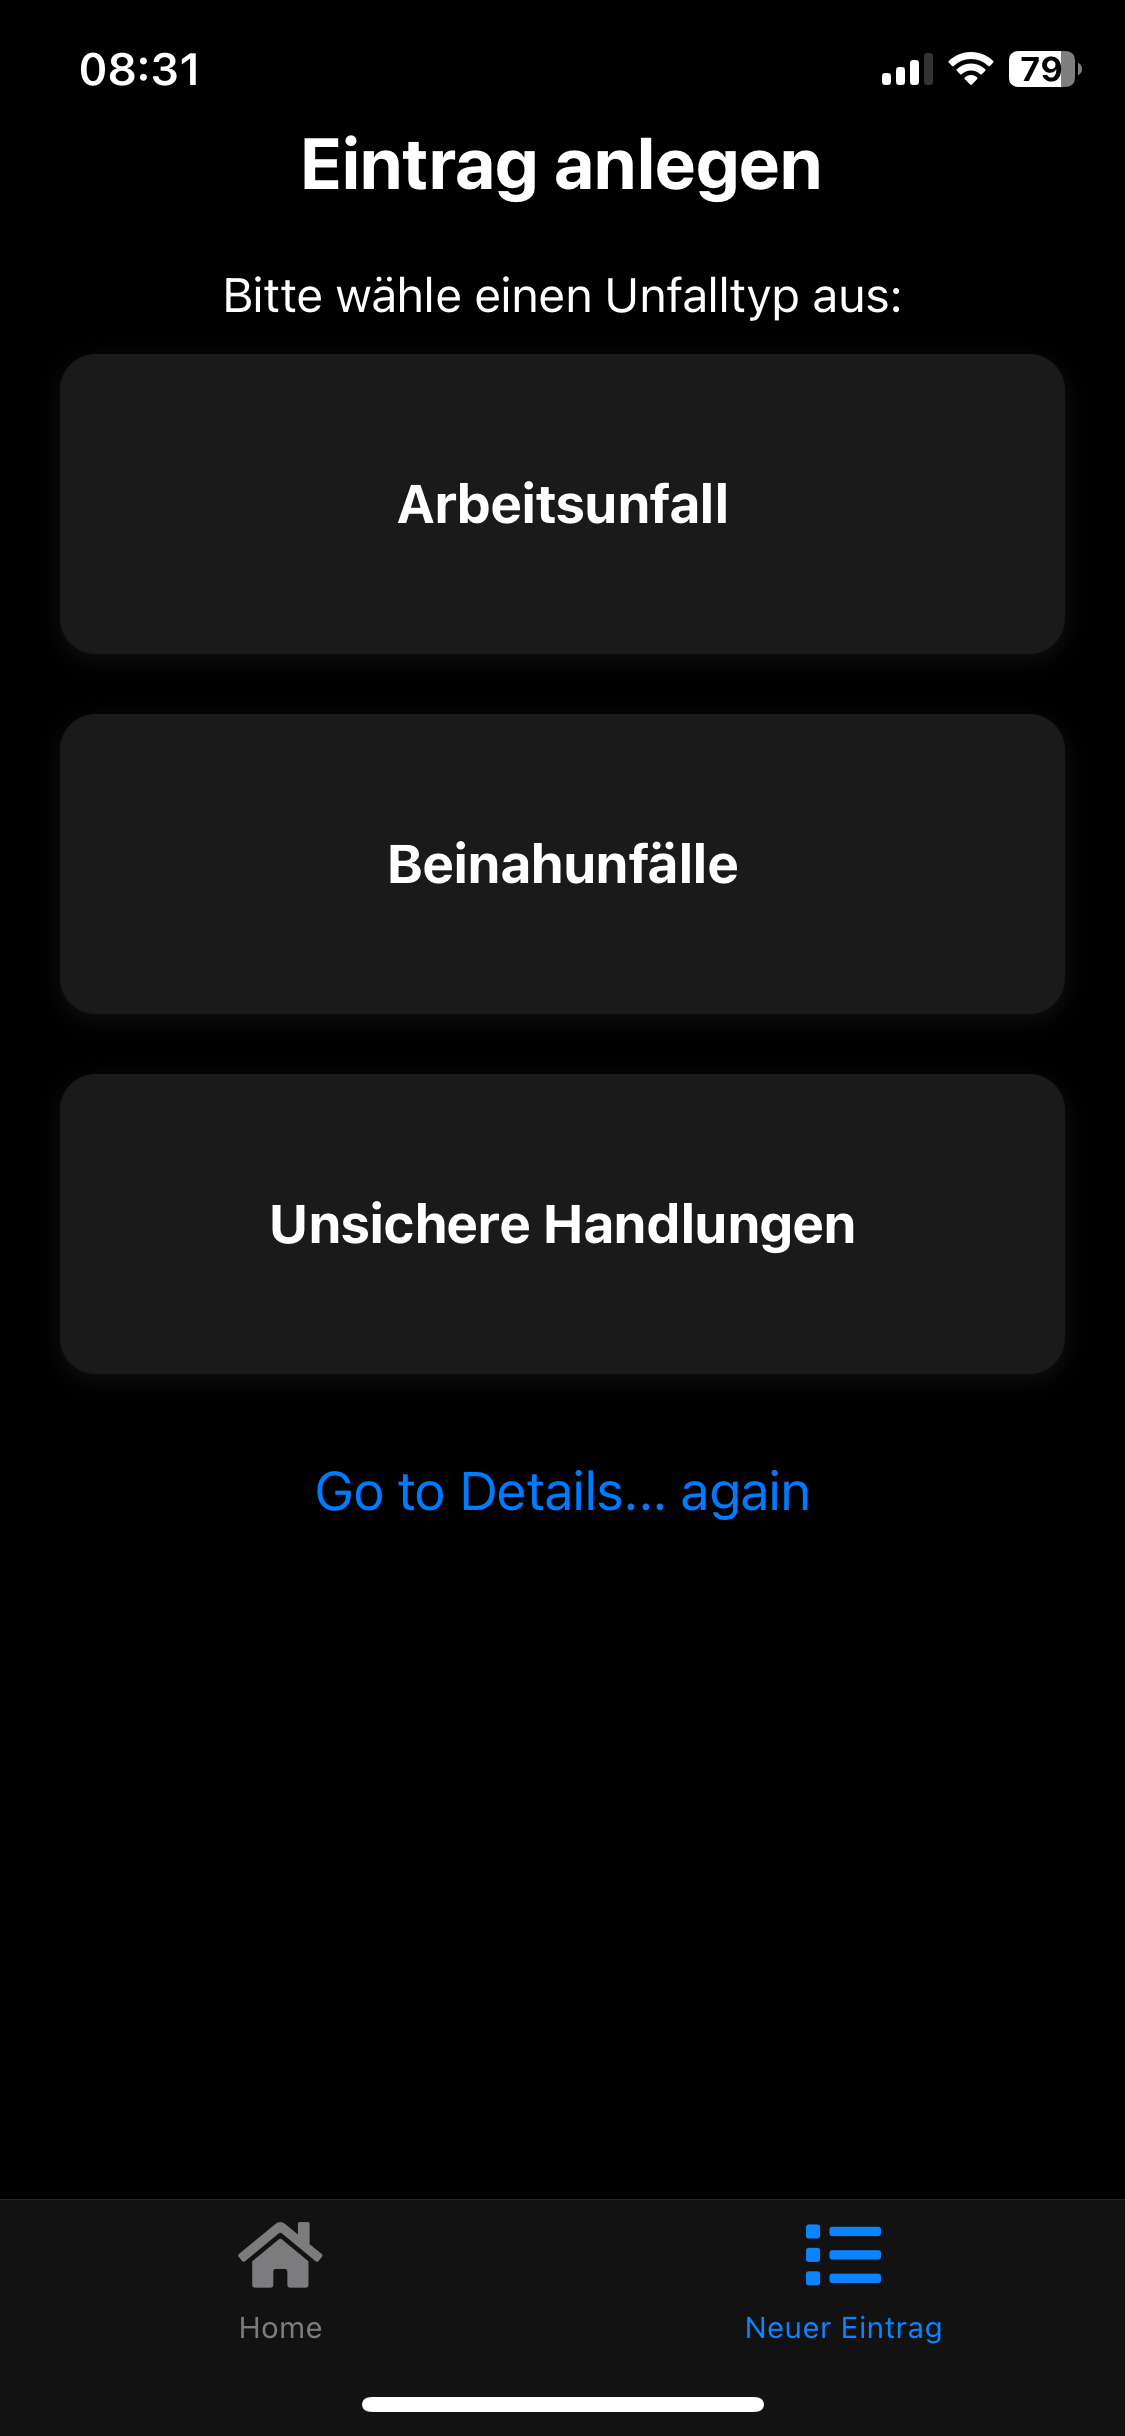 08:31
79
Eintrag anlegen
Bitte wähle einen Unfalltyp aus:
Arbeitsunfall
Beinahunfälle
Unsichere Handlungen
Go to Details... again
Home
Neuer Eintrag